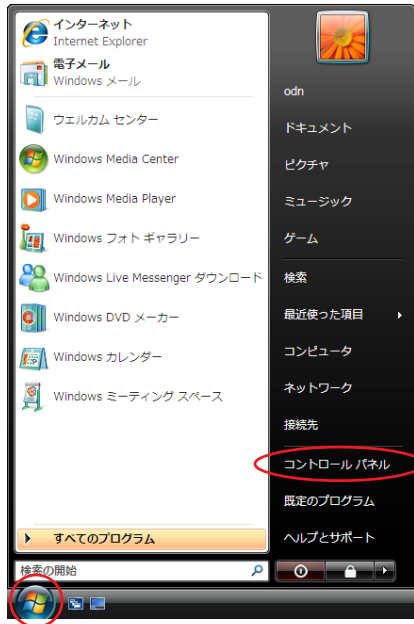 インターネット
Internet Explorer
電子メール
Windows メール
ウェルカム センター
Windows Media Center
Windows Media Player
Windows フォト ギャラリー
Windows Live Messenger ダウンロード
Windows DVD メーカー
Windows カレンダー
Windows ミーティング スペース
すべてのプログラム
検索の開始
odn
ドキュメント
ピクチャ
ミュージック
ゲーム
検索
最近使った項目
コンピュータ
ネットワーク
接続先
コントロール パネル
既定のプログラム
ヘルプとサポート